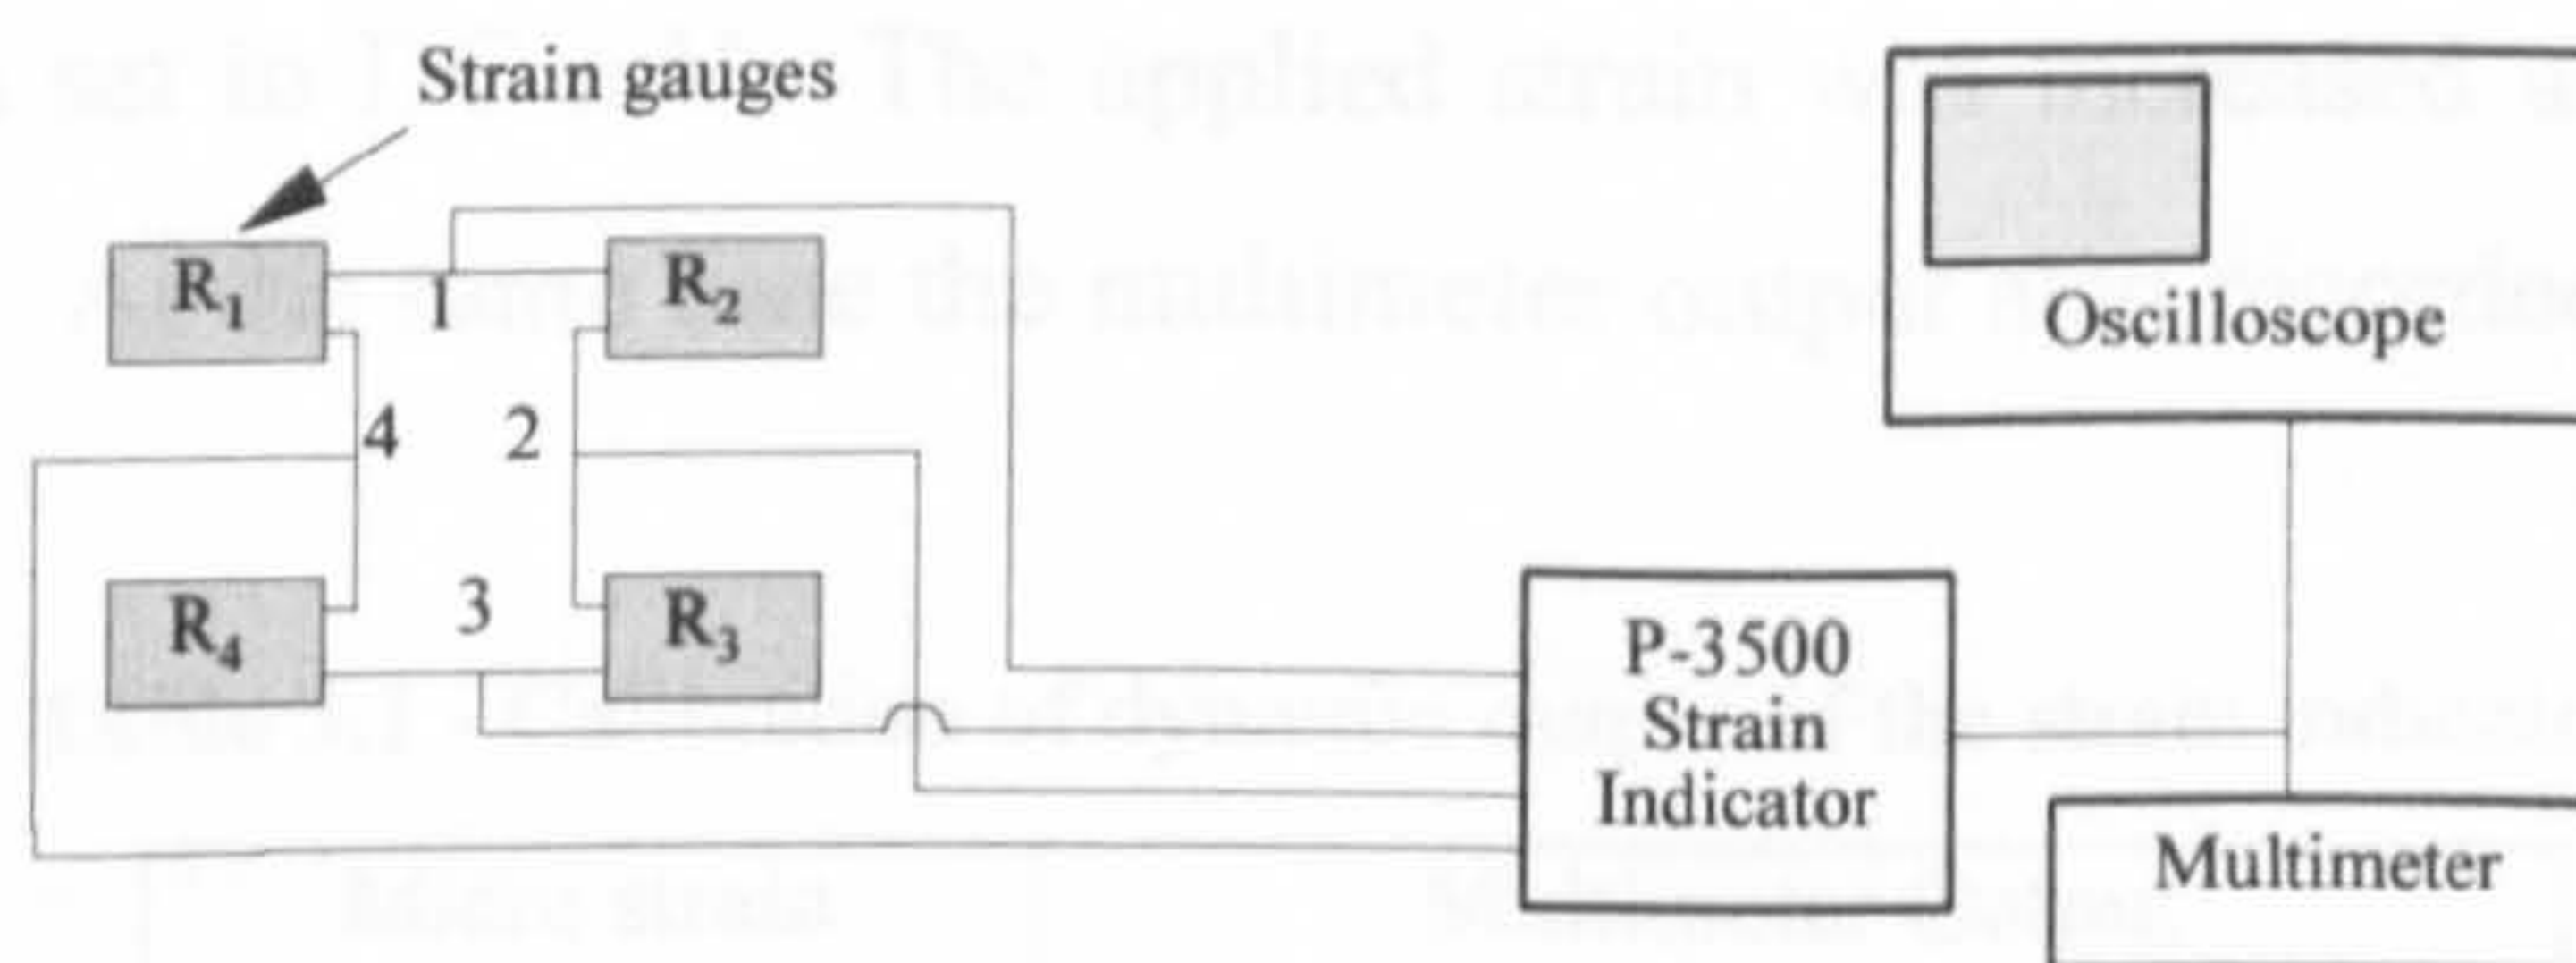 Strain gauges
R1
R2
1
Oscilloscope
4
2
3
R4
R3
P-3500
Strain
Indicator
Multimeter